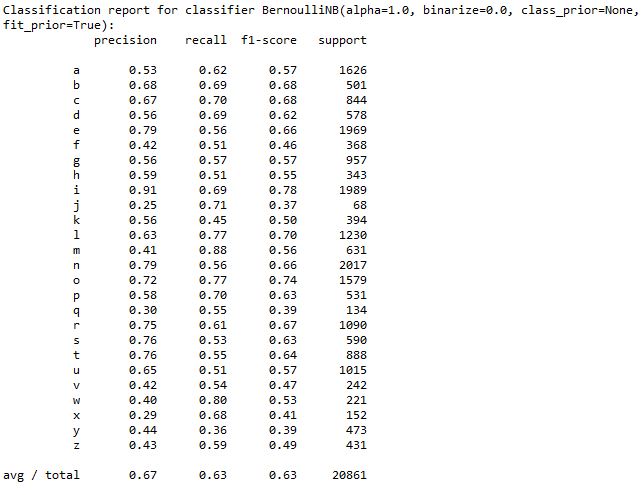 Classification report for classifier BernoulliNB(alpha=1.0, binarize=0.0, class_prior=None,
fit_prior=True):
precision recall f1-score support
a 0.53 0.62 0.57 1626
b 0.68 0.69 0.68 501
c 0.67 0.70 0.68 844
d 0.56 0.69 0.62 578
e 0.79 0.56 0.66 1969
f 0.42 0.51 0.46 368
g 0.56 0.57 0.57 957
h 0.59 0.51 0.55 343
i 0.91 0.69 0.78 1989
j 0.25 0.71 0.37 68
k 0.56 0.45 0.50 394
l 0.63 0.77 0.70 1230
m 0.41 0.88 0.56 631
n 0.79 0.56 0.66 2017
o 0.72 0.77 0.74 1579
p 0.58 0.70 0.63 531
q 0.30 0.55 0.39 134
r 0.75 0.61 0.67 1090
s 0.76 0.53 0.63 590
t 0.76 0.55 0.64 888
u 0.65 0.51 0.57 1015
v 0.42 0.54 0.47 242
w 0.40 0.80 0.53 221
x 0.29 0.68 0.41 152
y 0.44 0.36 0.39 473
z 0.43 0.59 0.49 431
avg / total 0.67 0.63 0.63 20861